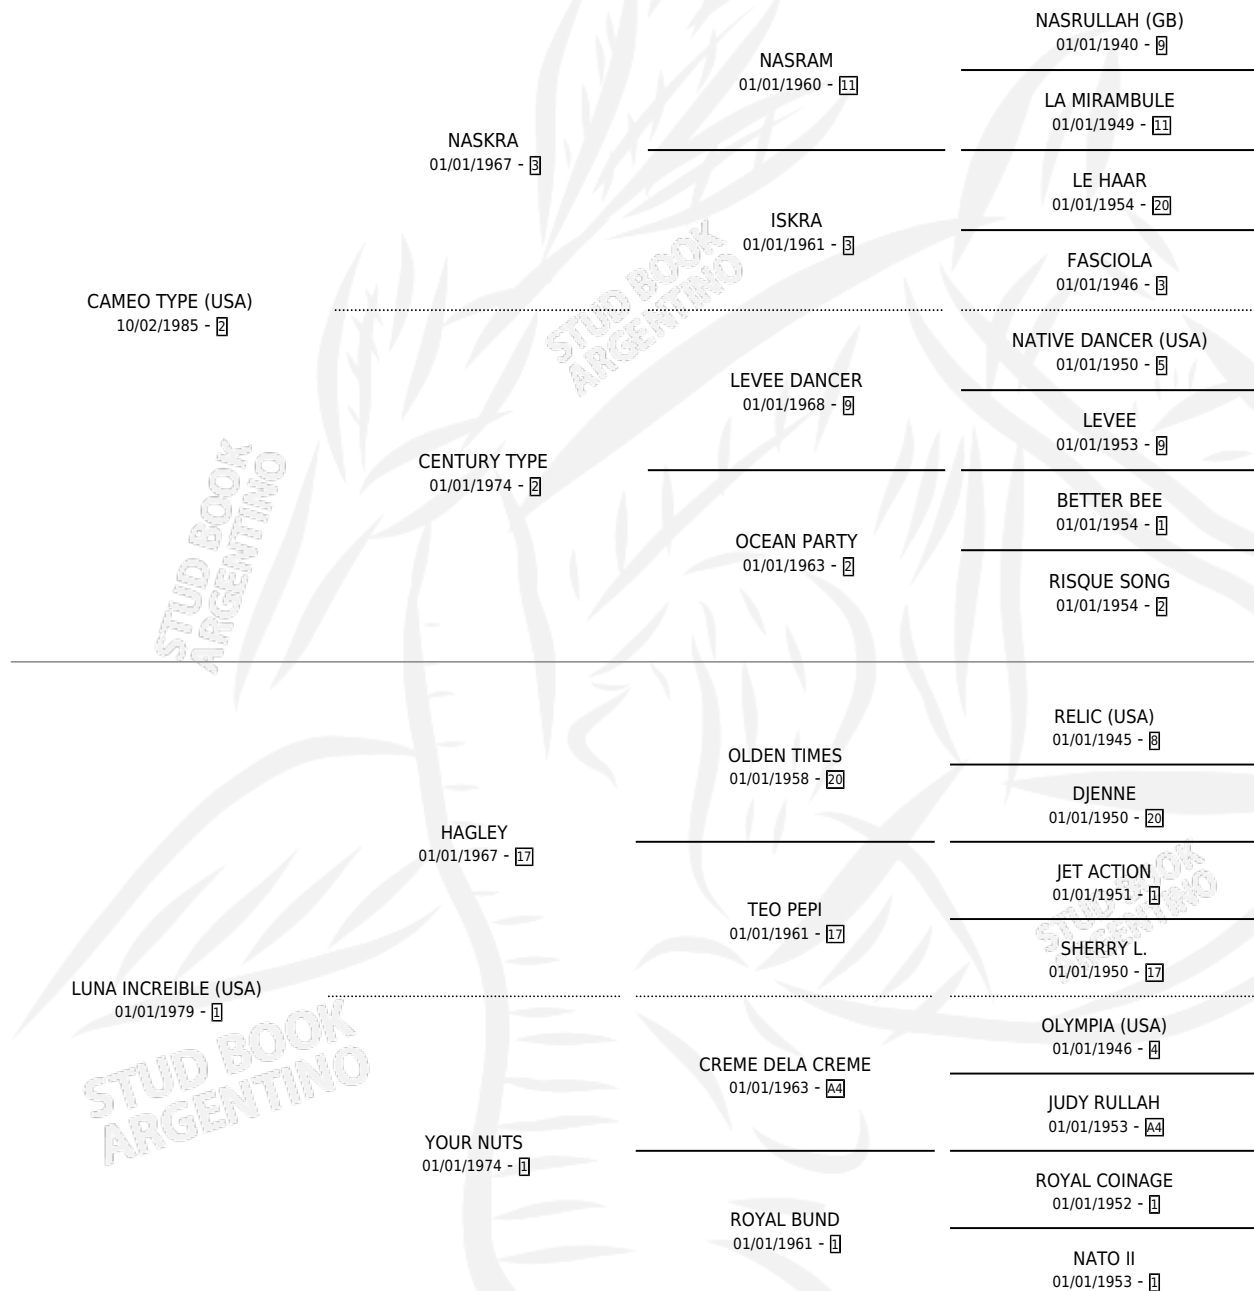 NASRULLAH (GB)
01/01/1940 - 9
NASRAM
01/01/1960 - 11
LA MIRAMBULE
01/01/1949 - 11
NASKRA
01/01/1967 - 3
LE HAAR
01/01/1954 - 20
ISKRA
01/01/1961 - 3
FASCIOLA
01/01/1946 - 3
CAMEO TYPE (USA)
10/02/1985 - 2
NATIVE DANCER (USA)
01/01/1950 - 5
LEVEE DANCER
01/01/1968 - 9
LEVEE
01/01/1953 - 9
CENTURY TYPE
01/01/1974 - 2
BETTER BEE
01/01/1954 - 1
OCEAN PARTY
01/01/1963 - 2
RISQUE SONG
01/01/1954 - 2
STUD BOOK
ARGENTINO
STUD BOOK
ARGENTINO
RELIC (USA)
01/01/1945 - 8
OLDEN TIMES
01/01/1958 - 20
DJENNE
01/01/1950 - 20
HAGLEY
01/01/1967 - 17
JET ACTION
01/01/1951 - 1
TEO PEPI
01/01/1961 - 17
SHERRY L.
01/01/1950 - 17
STUD BOOK
ARGENTINO
LUNA INCREIBLE (USA)
01/01/1979 - 1
OLYMPIA (USA)
01/01/1946 - 4
CREME DELA CREME
01/01/1963 - A4
JUDY RULLAH
01/01/1953 - A4
YOUR NUTS
01/01/1974 - 1
ROYAL COINAGE
01/01/1952 - 1
ROYAL BUND
01/01/1961 - 1
NATO II
01/01/1953 - 1
STUD BOOK
ARGENTINO